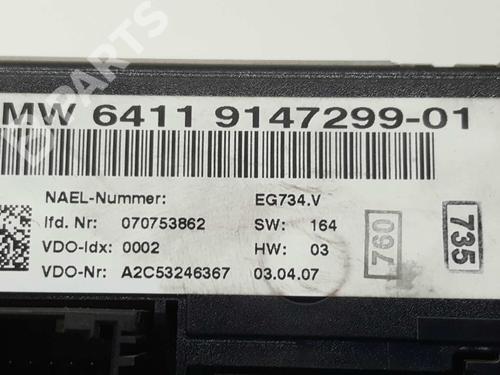 MW 6411 9147299-01
NAEL-Nummer: EG734.V
lfd. Nr: 070753862 SW: 164
VDO-Idx: 0002 HW: 03
VDO-Nr: A2C53246367 03.04.07
760
735
B-PARTS